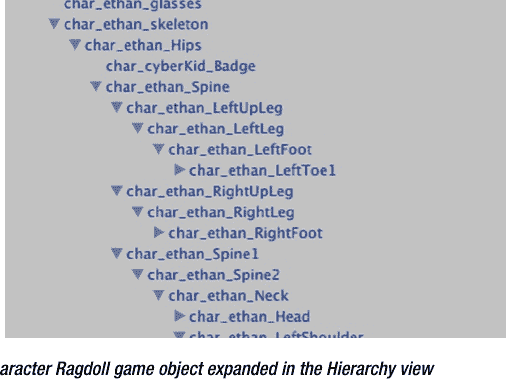 char_ethan_glasses
char_ethan_skeleton
char_ethan_Hips
char_cyberKid_Badge
char_ethan_Spine
char_ethan_LeftUpLeg
char_ethan_LeftLeg
char_ethan_LeftFoot
char_ethan_LeftToe1
char_ethan_RightUpLeg
char_ethan_RightLeg
char_ethan_RightFoot
char_ethan_Spine1
char_ethan_Spine2
char_ethan_Neck
char_ethan_Head
char_ethan_LeftShoulder
aracter Ragdoll game object expanded in the Hierarchy view